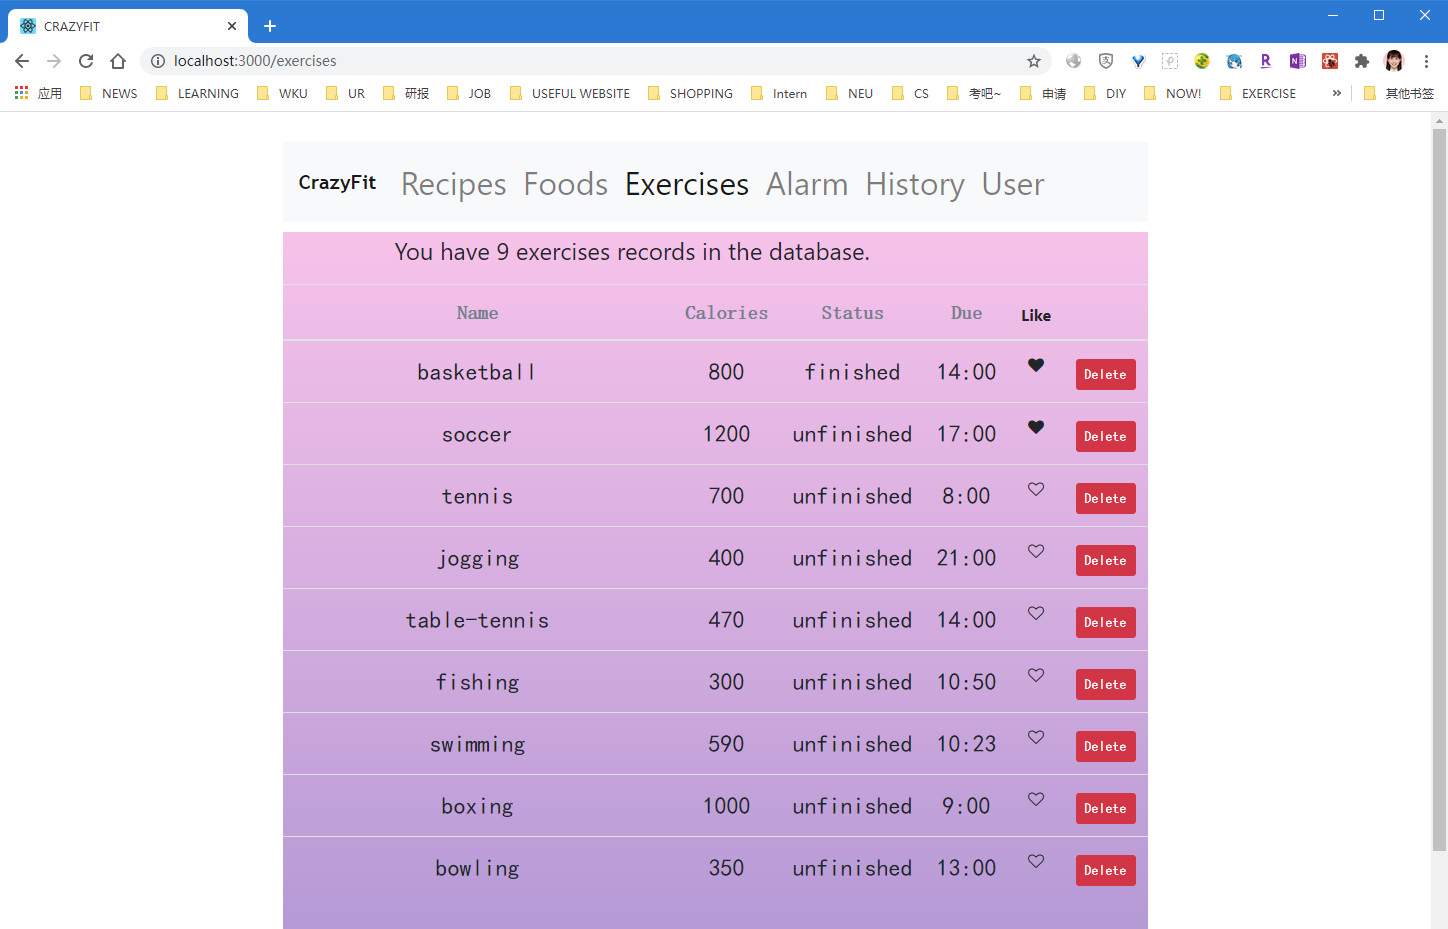 CRAZYFIT
localhost:3000/exercises
应用 NEWS LEARNING WKU UR 研报 JOB USEFUL WEBSITE SHOPPING Intern NEU CS 考吧~ 申请 DIY NOW! EXERCISE » 其他书签
CrazyFit Recipes Foods Exercises Alarm History User
You have 9 exercises records in the database.
Name Calories Status Due Like
basketball 800 finished 14:00 Delete
soccer 1200 unfinished 17:00 Delete
tennis 700 unfinished 8:00 Delete
jogging 400 unfinished 21:00 Delete
table-tennis 470 unfinished 14:00 Delete
fishing 300 unfinished 10:50 Delete
swimming 590 unfinished 10:23 Delete
boxing 1000 unfinished 9:00 Delete
bowling 350 unfinished 13:00 Delete